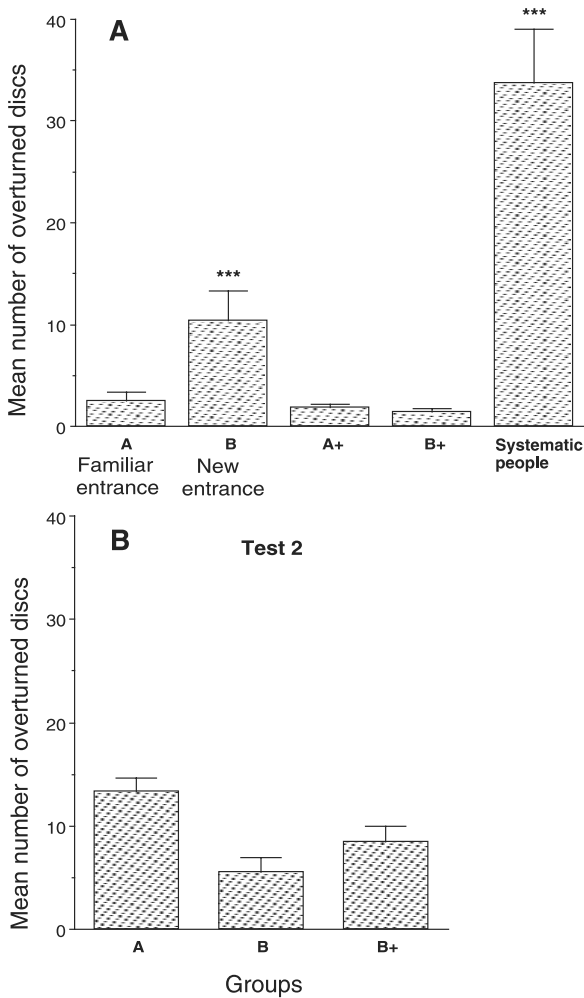 A
***
***
Mean number of overturned discs
40
30
20
10
0
A B A+ B+ Systematic
people
Familiar
entrance
New
entrance
B
Test 2
Mean number of overturned discs
40
30
20
10
0
A B B+
Groups